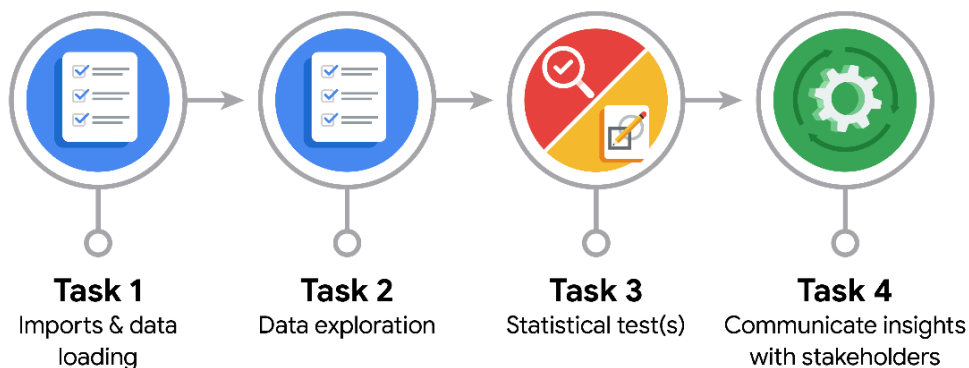 Task 1
Imports & data
loading
Task 2
Data exploration
Task 3
Statistical test(s)
Task 4
Communicate insights
with stakeholders